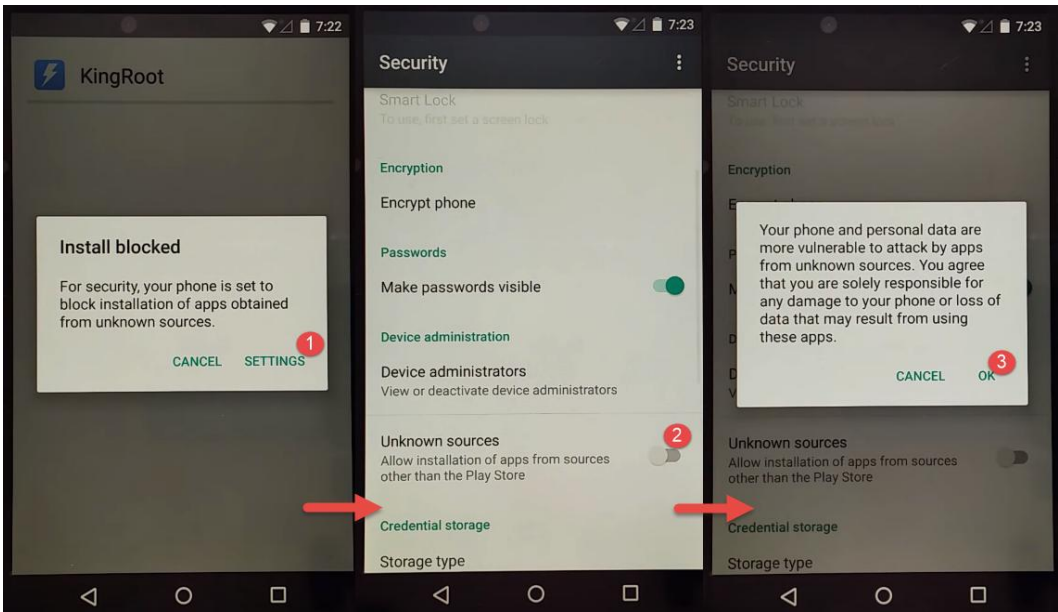 7:22
KingRoot
Install blocked
For security, your phone is set to
block installation of apps obtained
from unknown sources.
1
CANCEL SETTINGS
7:23
Security
Smart Lock
To use, first set a screen lock
Encryption
Encrypt phone
Passwords
Make passwords visible
Device administration
Device administrators
View or deactivate device administrators
Unknown sources
2
Allow installation of apps from sources
other than the Play Store
Credential storage
Storage type
7:23
Security
Smart Lock
To use, first set a screen lock
Encryption
Your phone and personal data are
more vulnerable to attack by apps
from unknown sources. You agree
that you are solely responsible for
any damage to your phone or loss of
data that may result from using
these apps.
3
CANCEL OK
Unknown sources
Allow installation of apps from sources
other than the Play Store
Credential storage
Storage type